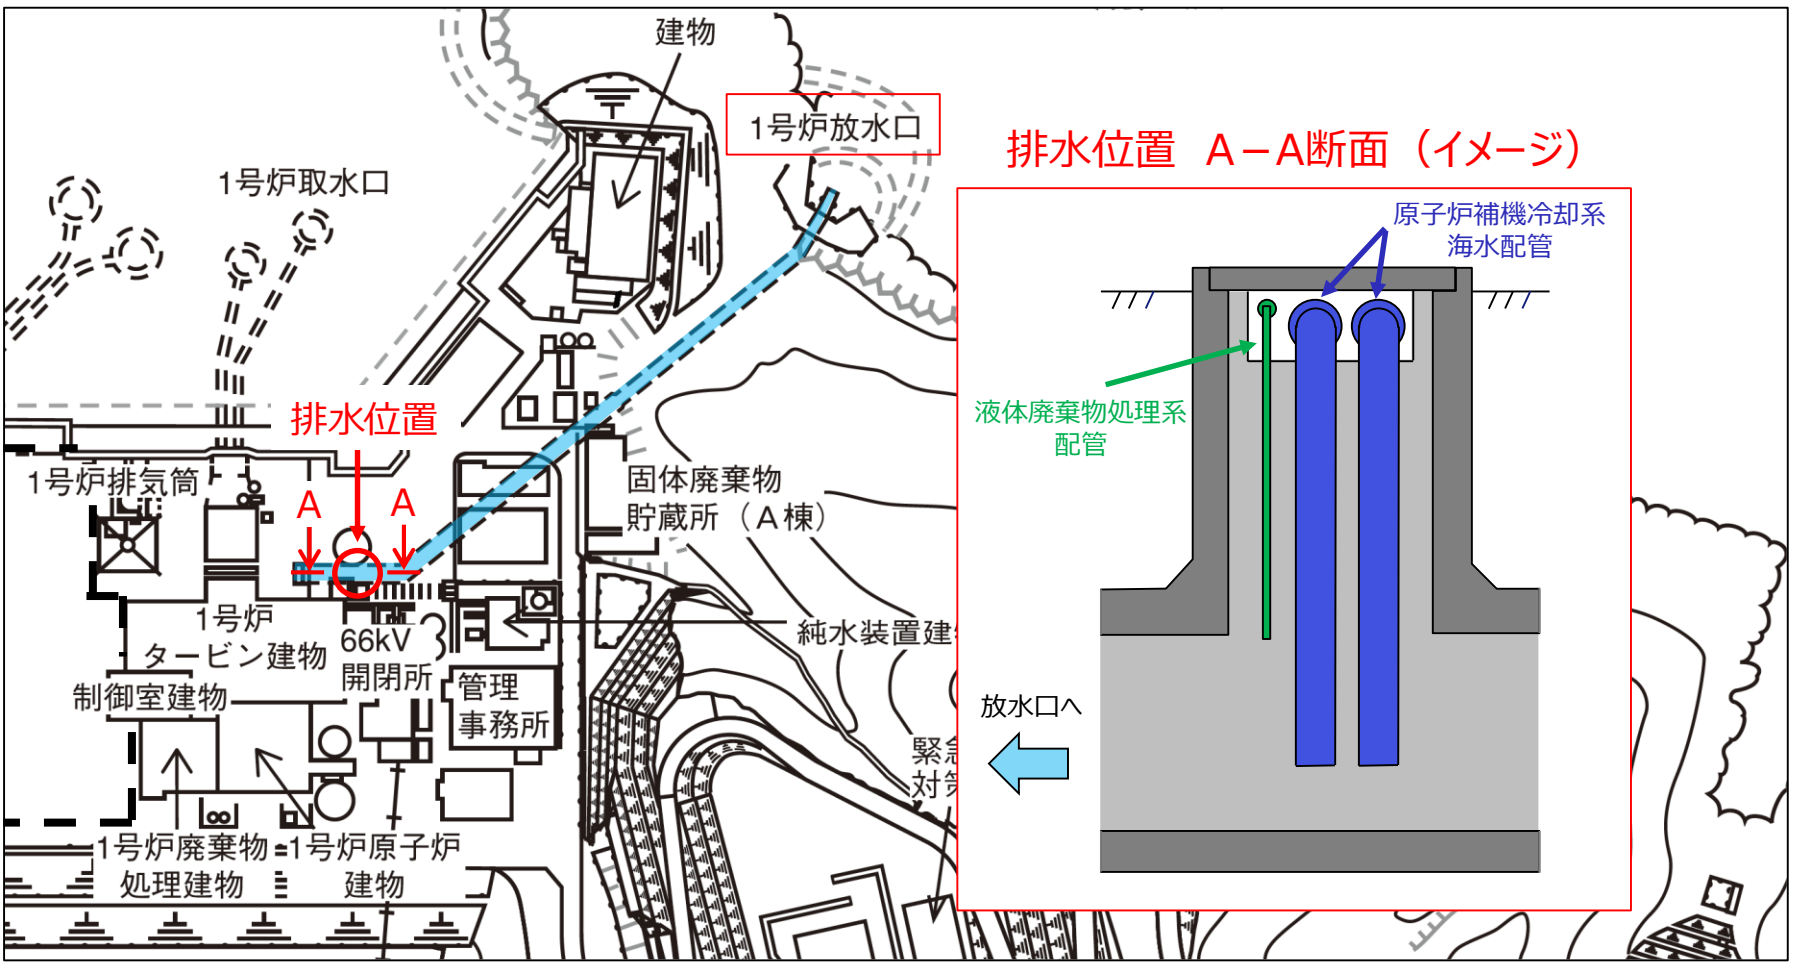 建物
1号炉放水口
1号炉取水口
排水位置 A-A断面（イメージ）
原子炉補機冷却系
海水配管
液体廃棄物処理系
配管
放水口へ
排水位置
A
A
1号炉排気筒
固体廃棄物
貯蔵所（A棟）
1号炉
タービン建物
66kV
開閉所
純水装置建
制御室建物
管理
事務所
緊
対
1号炉廃棄物
処理建物
1号炉原子炉
建物